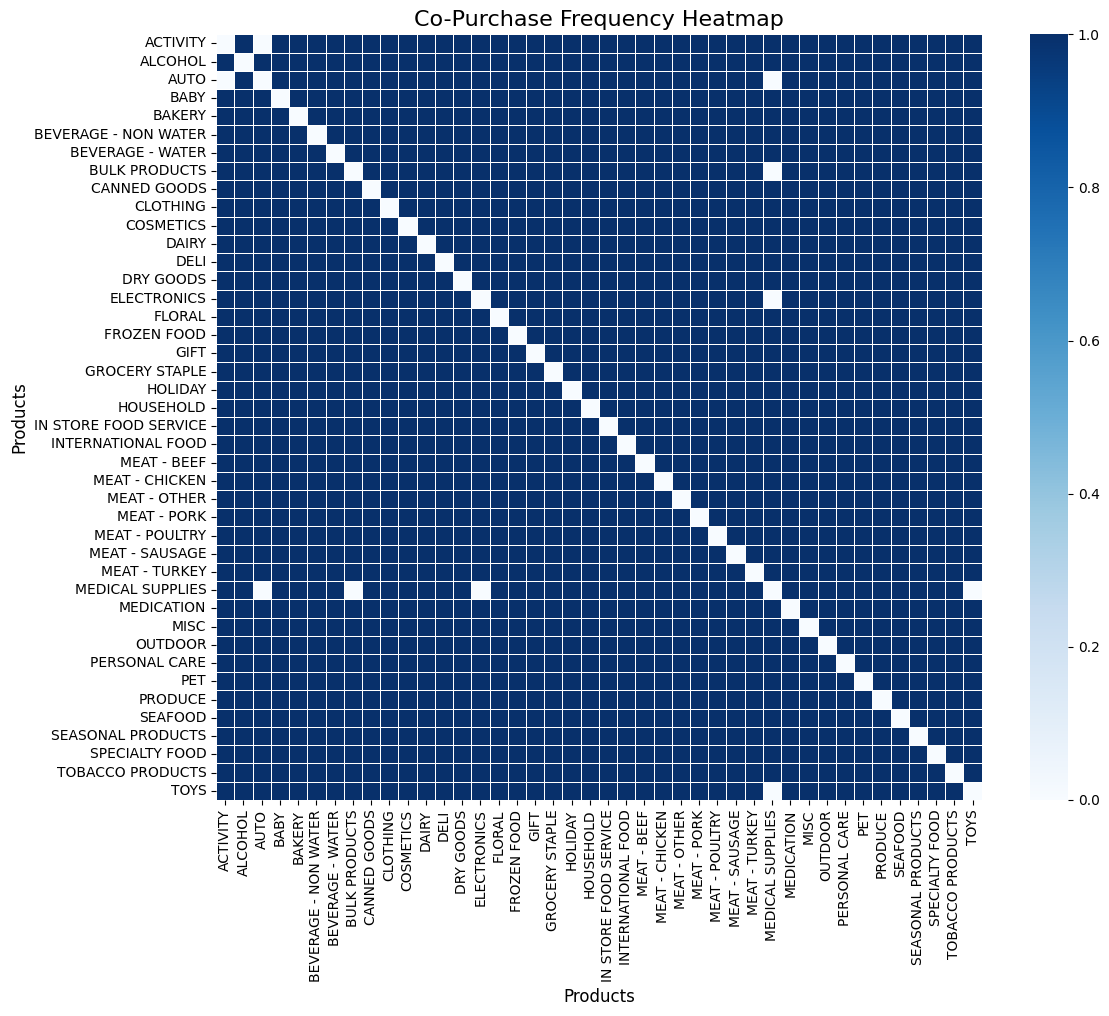 Co-Purchase Frequency Heatmap
Products
ACTIVITY
ALCOHOL
AUTO
BABY
BAKERY
BEVERAGE - NON WATER
BEVERAGE - WATER
BULK PRODUCTS
CANNED GOODS
CLOTHING
COSMETICS
DAIRY
DELI
DRY GOODS
ELECTRONICS
FLORAL
FROZEN FOOD
GIFT
GROCERY STAPLE
HOLIDAY
HOUSEHOLD
IN STORE FOOD SERVICE
INTERNATIONAL FOOD
MEAT - BEEF
MEAT - CHICKEN
MEAT - OTHER
MEAT - PORK
MEAT - POULTRY
MEAT - SAUSAGE
MEAT - TURKEY
MEDICAL SUPPLIES
MEDICATION
MISC
OUTDOOR
PERSONAL CARE
PET
PRODUCE
SEAFOOD
SEASONAL PRODUCTS
SPECIALTY FOOD
TOBACCO PRODUCTS
TOYS
ACTIVITY
ALCOHOL
AUTO
BABY
BAKERY
BEVERAGE - NON WATER
BEVERAGE - WATER
BULK PRODUCTS
CANNED GOODS
CLOTHING
COSMETICS
DAIRY
DELI
DRY GOODS
ELECTRONICS
FLORAL
FROZEN FOOD
GIFT
GROCERY STAPLE
HOLIDAY
HOUSEHOLD
IN STORE FOOD SERVICE
INTERNATIONAL FOOD
MEAT - BEEF
MEAT - CHICKEN
MEAT - OTHER
MEAT - PORK
MEAT - POULTRY
MEAT - SAUSAGE
MEAT - TURKEY
MEDICAL SUPPLIES
MEDICATION
MISC
OUTDOOR
PERSONAL CARE
PET
PRODUCE
SEAFOOD
SEASONAL PRODUCTS
SPECIALTY FOOD
TOBACCO PRODUCTS
TOYS
Products
1.0
0.8
0.6
0.4
0.2
0.0